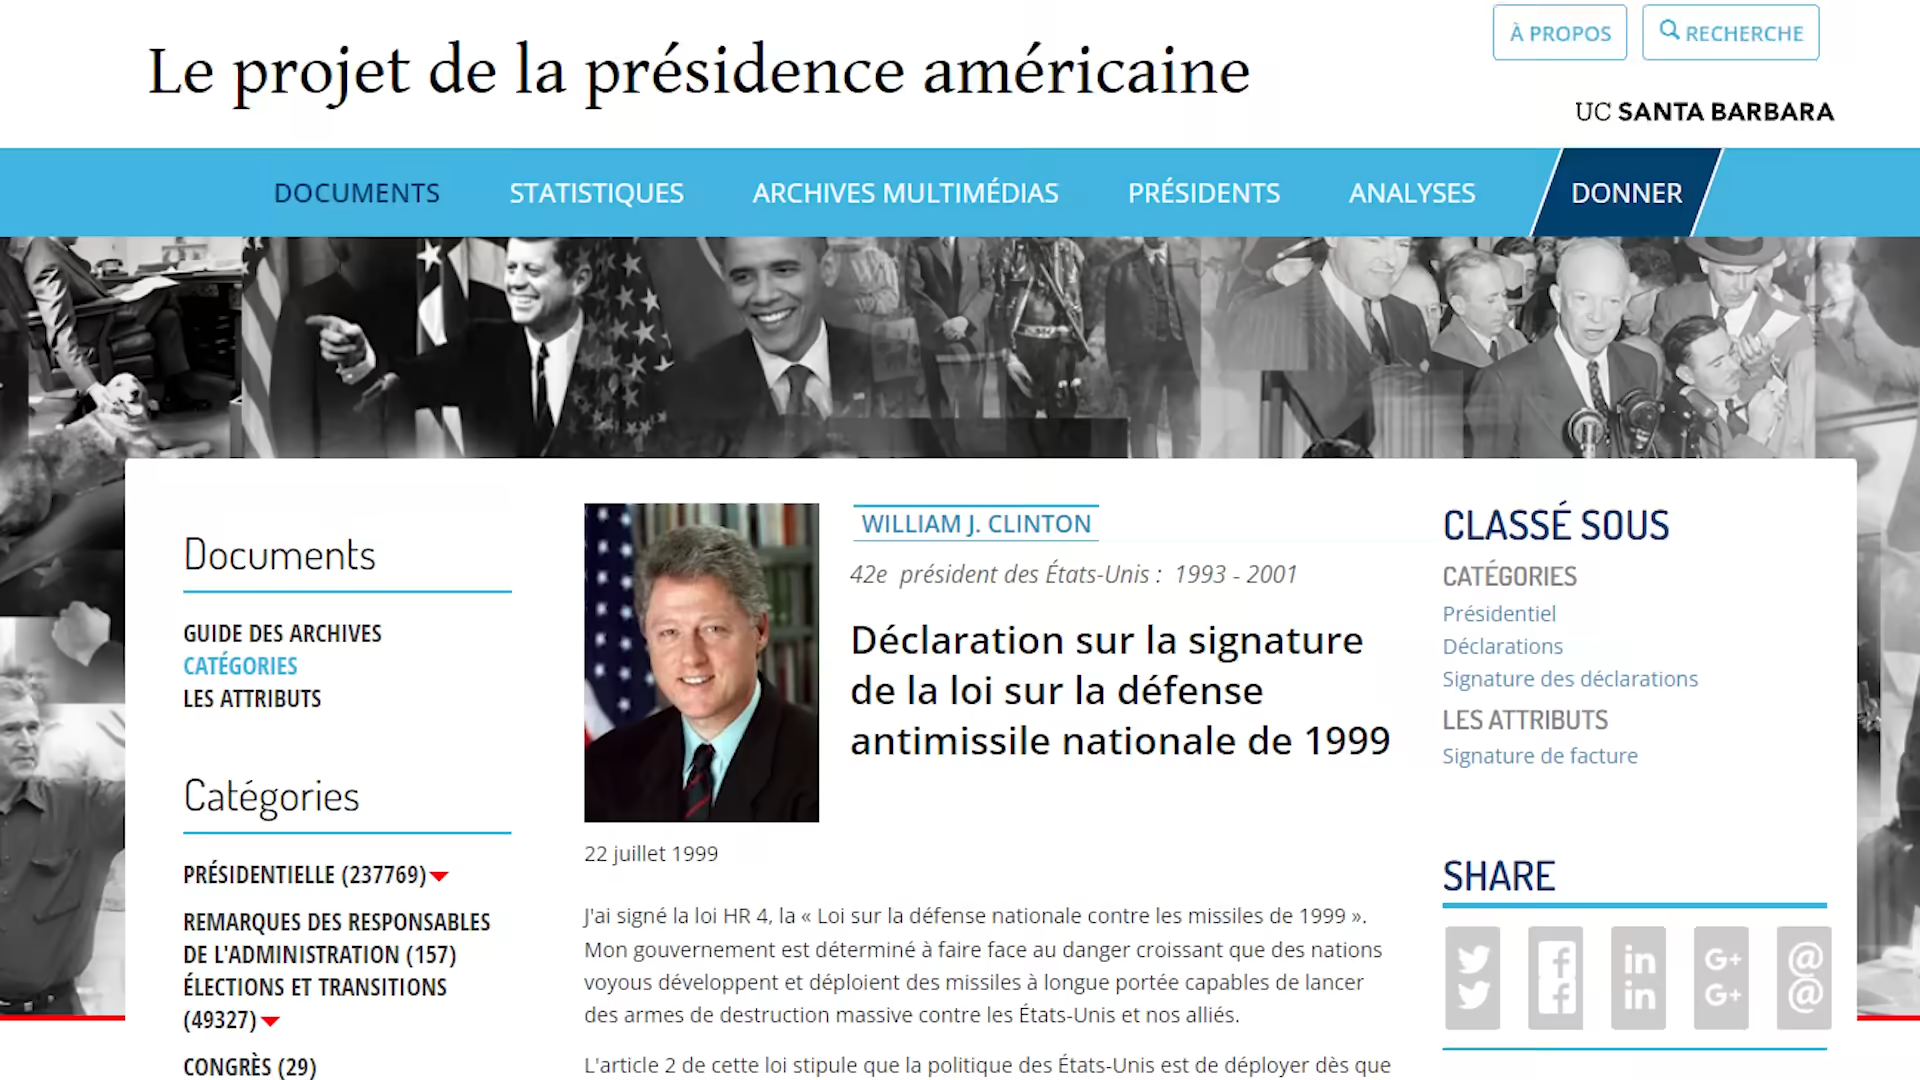 À PROPOS
RECHERCHE
Le projet de la présidence américaine
UC SANTA BARBARA
DOCUMENTS
STATISTIQUES
ARCHIVES MULTIMÉDIAS
PRÉSIDENTS
ANALYSES
DONNER
Documents
GUIDE DES ARCHIVES
CATÉGORIES
LES ATTRIBUTS
Catégories
PRÉSIDENTIELLE (237769)
REMARQUES DES RESPONSABLES
DE L'ADMINISTRATION (157)
ÉLECTIONS ET TRANSITIONS
(49327)
CONGRÈS (29)
WILLIAM J. CLINTON
42e président des États-Unis : 1993 - 2001
Déclaration sur la signature
de la loi sur la défense
antimissile nationale de 1999
22 juillet 1999
J'ai signé la loi HR 4, la « Loi sur la défense nationale contre les missiles de 1999 ».
Mon gouvernement est déterminé à faire face au danger croissant que des nations
voyous développent et déploient des missiles à longue portée capables de lancer
des armes de destruction massive contre les États-Unis et nos alliés.
L'article 2 de cette loi stipule que la politique des États-Unis est de déployer dès que
CLASSÉ SOUS
CATÉGORIES
Présidentiel
Déclarations
Signature des déclarations
LES ATTRIBUTS
Signature de facture
SHARE